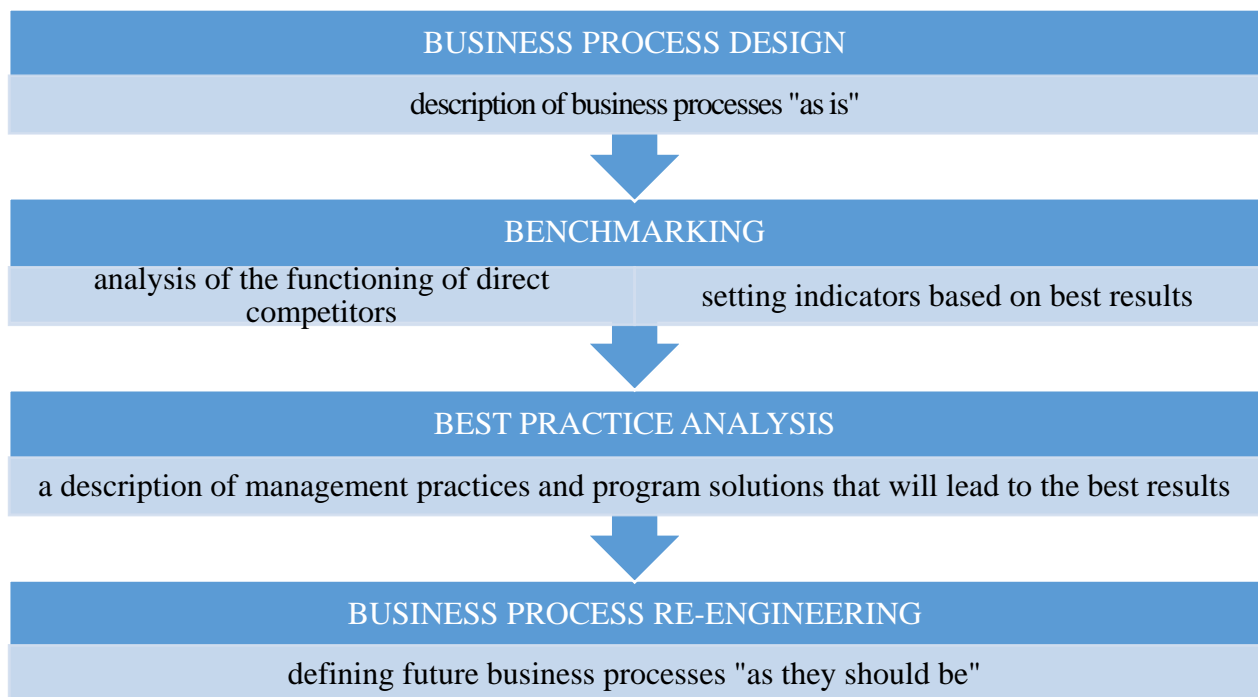 BUSINESS PROCESS DESIGN
description of business processes "as is"
BENCHMARKING
analysis of the functioning of direct
competitors
setting indicators based on best results
BEST PRACTICE ANALYSIS
a description of management practices and program solutions that will lead to the best results
BUSINESS PROCESS RE-ENGINEERING
defining future business processes "as they should be"